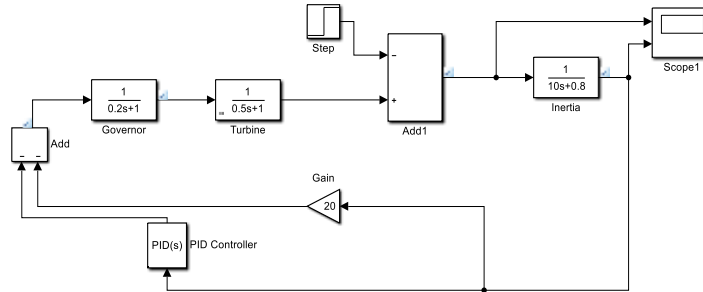 Step
−
+
Add1
1
10s+0.8
Inertia
Scope1
1
0.2s+1
Governor
1
0.5s+1
Turbine
Add
− −
Gain
20
PID(s)
PID Controller